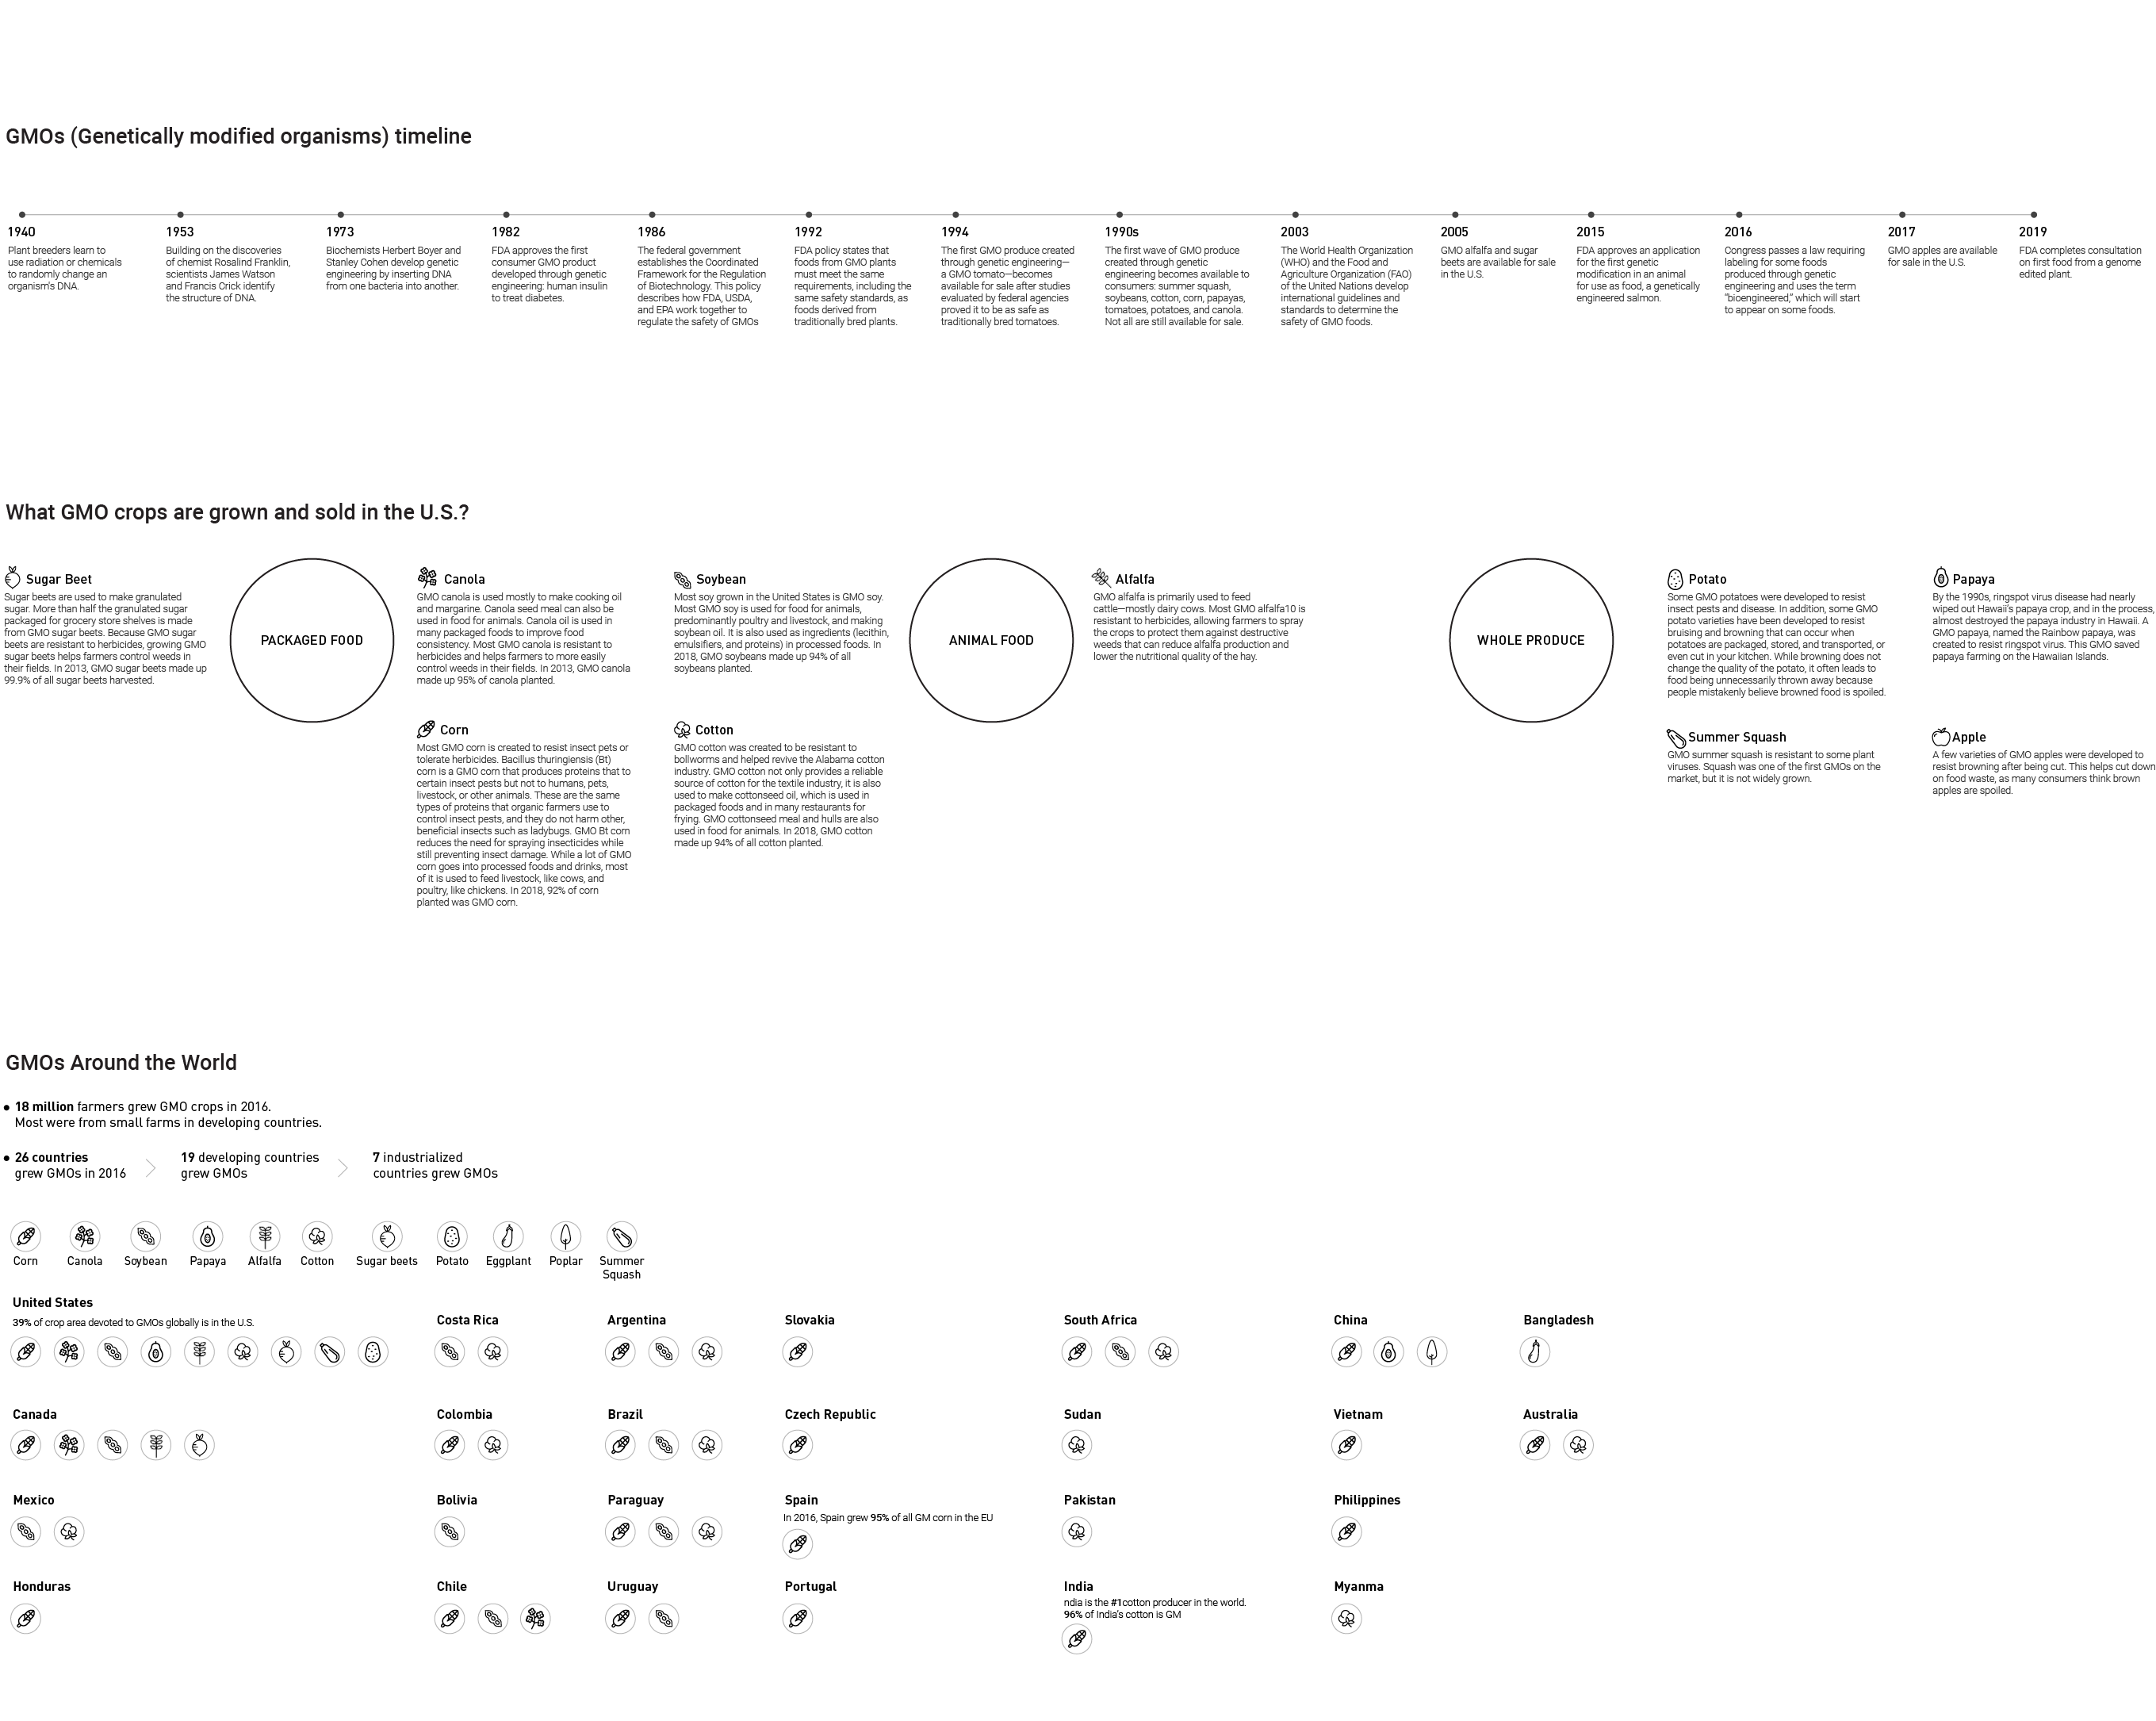 GMOs (Genetically modified organisms) timeline
1940
Plant breeders learn to
use radiation or chemicals
to randomly change an
organism's DNA.
1953
Building on the discoveries
of chemist Rosalind Franklin,
scientists James Watson
and Francis Crick identify
the structure of DNA.
1973
Biochemists Herbert Boyer and
Stanley Cohen develop genetic
engineering by inserting DNA
from one bacteria into another.
1982
FDA approves the first
consumer GMO product
developed through genetic
engineering: human insulin
to treat diabetes.
1986
The federal government
establishes the Coordinated
Framework for the Regulation
of Biotechnology. This policy
describes how FDA, USDA,
and EPA work together to
regulate the safety of GMOs
1992
FDA policy states that
foods from GMO plants
must meet the same
requirements, including the
same safety standards, as
foods derived from
traditionally bred plants.
1994
The first GMO produce created
through genetic engineering—
a GMO tomato—becomes
available for sale after studies
evaluated by federal agencies
proved it to be as safe as
traditionally bred tomatoes.
1990s
The first wave of GMO produce
created through genetic
engineering becomes available to
consumers: summer squash,
soybeans, cotton, corn, papayas,
tomatoes, potatoes, and canola.
Not all are still available for sale.
2003
The World Health Organization
(WHO) and the Food and
Agriculture Organization (FAO)
of the United Nations develop
international guidelines and
standards to determine the
safety of GMO foods.
2005
GMO alfalfa and sugar
beets are available for sale
in the U.S.
2015
FDA approves an application
for the first genetic
modification in an animal
for use as food, a genetically
engineered salmon.
2016
Congress passes a law requiring
labeling for some foods
produced through genetic
engineering and uses the term
"bioengineered," which will start
to appear on some foods.
2017
GMO apples are available
for sale in the U.S.
2019
FDA completes consultation
on first food from a genome
edited plant.
What GMO crops are grown and sold in the U.S.?
Sugar Beet
Sugar beets are used to make granulated
sugar. More than half the granulated sugar
packaged for grocery store shelves is made
from GMO sugar beets. Because GMO sugar
beets are resistant to herbicides, growing GMO
sugar beets helps farmers control weeds in
their fields. In 2013, GMO sugar beets made up
99.9% of all sugar beets harvested.
PACKAGED FOOD
Canola
GMO canola is used mostly to make cooking oil
and margarine. Canola seed meal can also be
used in food for animals. Canola oil is used in
many packaged foods to improve food
consistency. Most GMO canola is resistant to
herbicides and helps farmers to more easily
control weeds in their fields. In 2013, GMO canola
made up 95% of canola planted.
Corn
Most GMO corn is created to resist insect pets or
tolerate herbicides. Bacillus thuringiensis (Bt)
corn is a GMO corn that produces proteins that to
certain insect pests but not to humans, pets,
livestock, or other animals. These are the same
types of proteins that organic farmers use to
control insect pests, and they do not harm other,
beneficial insects such as ladybugs. GMO Bt corn
reduces the need for spraying insecticides while
still preventing insect damage. While a lot of GMO
corn goes into processed foods and drinks, most
of it is used to feed livestock, like cows, and
poultry, like chickens. In 2018, 92% of corn
planted was GMO corn.
Soybean
Most soy grown in the United States is GMO soy.
Most GMO soy is used for food for animals,
predominantly poultry and livestock, and making
soybean oil. It is also used as ingredients (lecithin,
emulsifiers, and proteins) in processed foods. In
2018, GMO soybeans made up 94% of all
soybeans planted.
Cotton
GMO cotton was created to be resistant to
bollworms and helped revive the Alabama cotton
industry. GMO cotton not only provides a reliable
source of cotton for the textile industry, it is also
used to make cottonseed oil, which is used in
packaged foods and in many restaurants for
frying. GMO cottonseed meal and hulls are also
used in food for animals. In 2018, GMO cotton
made up 94% of all cotton planted.
ANIMAL FOOD
Alfalfa
GMO alfalfa is primarily used to feed
cattle—mostly dairy cows. Most GMO alfalfa10 is
resistant to herbicides, allowing farmers to spray
the crops to protect them against destructive
weeds that can reduce alfalfa production and
lower the nutritional quality of the hay.
WHOLE PRODUCE
Potato
Some GMO potatoes were developed to resist
insect pests and disease. In addition, some GMO
potato varieties have been developed to resist
bruising and browning that can occur when
potatoes are packaged, stored, and transported, or
even cut in your kitchen. While browning does not
change the quality of the potato, it often leads to
food being unnecessarily thrown away because
people mistakenly believe browned food is spoiled.
Summer Squash
GMO summer squash is resistant to some plant
viruses. Squash was one of the first GMOs on the
market, but it is not widely grown.
Papaya
By the 1990s, ringspot virus disease had nearly
wiped out Hawaii's papaya crop, and in the process,
almost destroyed the papaya industry in Hawaii. A
GMO papaya, named the Rainbow papaya, was
created to resist ringspot virus. This GMO saved
papaya farming on the Hawaiian Islands.
Apple
A few varieties of GMO apples were developed to
resist browning after being cut. This helps cut down
on food waste, as many consumers think brown
apples are spoiled.
GMOs Around the World
• 18 million farmers grew GMO crops in 2016.
Most were from small farms in developing countries.
• 26 countries
grew GMOs in 2016
19 developing countries
grew GMOs
7 industrialized
countries grew GMOs
Corn
Canola
Soybean
Papaya
Alfalfa
Cotton
Sugar beets
Potato
Eggplant
Poplar
Summer
Squash
United States
39% of crop area devoted to GMOs globally is in the U.S.
Costa Rica
Argentina
Slovakia
South Africa
China
Bangladesh
Canada
Colombia
Brazil
Czech Republic
Sudan
Vietnam
Australia
Mexico
Bolivia
Paraguay
Spain
In 2016, Spain grew 95% of all GM corn in the EU
Pakistan
Philippines
Honduras
Chile
Uruguay
Portugal
India
ndia is the #1cotton producer in the world.
96% of India's cotton is GM
Myanma